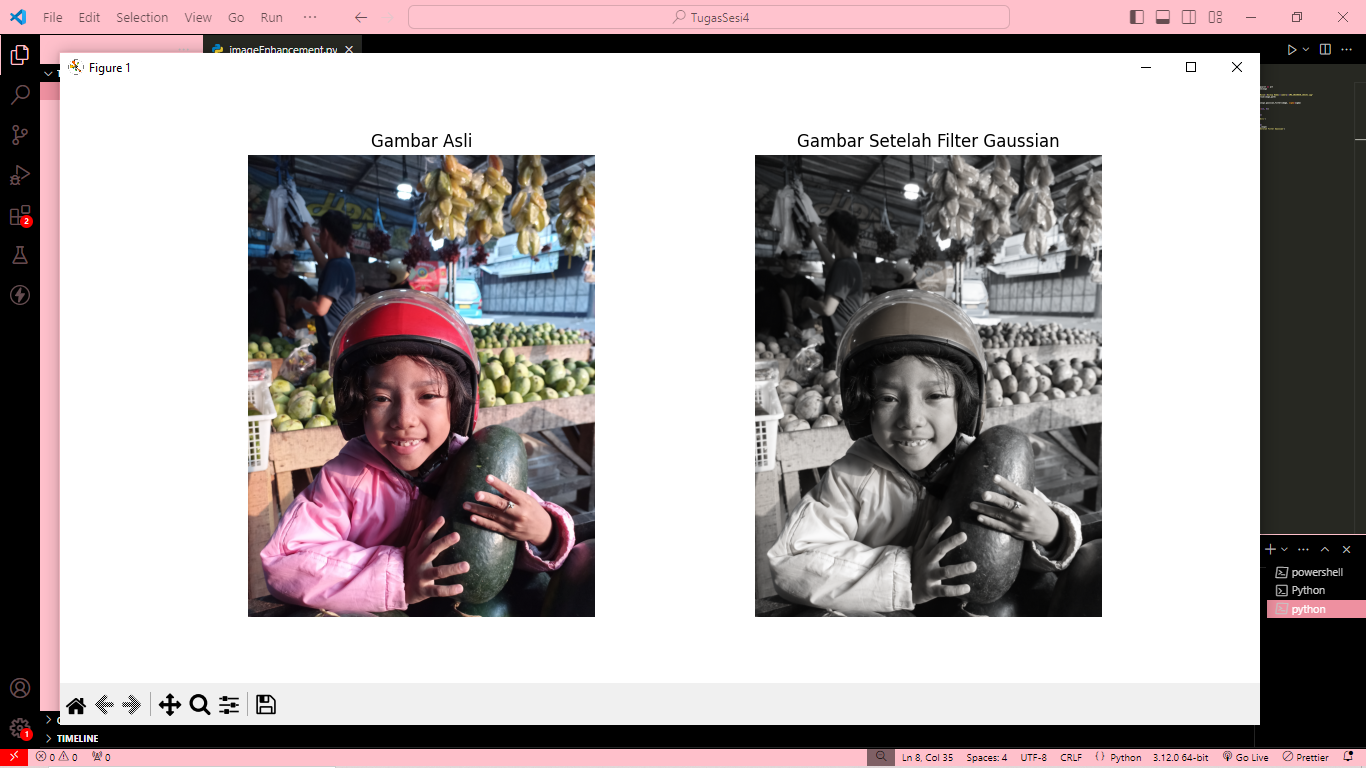 File Edit Selection View Go Run ···
TugasSesi4
imageEnhancement.py
Figure 1
Gambar Asli
Gambar Setelah Filter Gaussian
2
powershell
Python
python
1
TIMELINE
0 0 0
Ln 8, Col 35 Spaces: 4 UTF-8 CRLF Python 3.12.0 64-bit Go Live Prettier